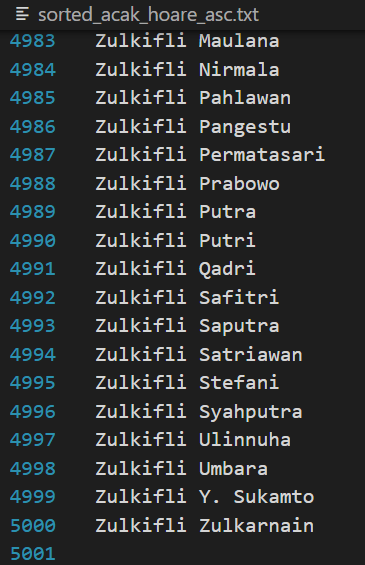 sorted_acak_hoare_asc.txt
4983 Zulkifli Maulana
4984 Zulkifli Nirmala
4985 Zulkifli Pahlawan
4986 Zulkifli Pangestu
4987 Zulkifli Permatasari
4988 Zulkifli Prabowo
4989 Zulkifli Putra
4990 Zulkifli Putri
4991 Zulkifli Qadri
4992 Zulkifli Safitri
4993 Zulkifli Saputra
4994 Zulkifli Satriawan
4995 Zulkifli Stefani
4996 Zulkifli Syahputra
4997 Zulkifli Ulinnuha
4998 Zulkifli Umbara
4999 Zulkifli Y. Sukamto
5000 Zulkifli Zulkarnain
5001